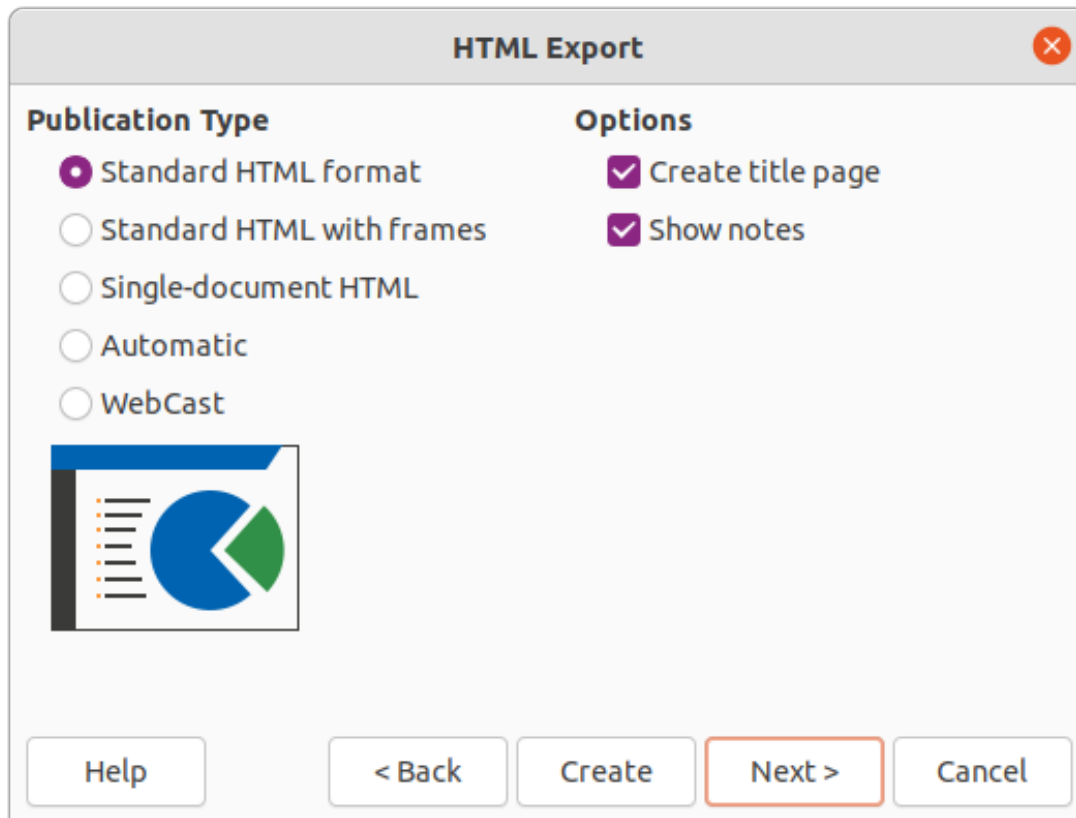 HTML Export
Publication Type
Standard HTML format
Standard HTML with frames
Single-document HTML
Automatic
WebCast
Options
Create title page
Show notes
Help
< Back
Create
Next >
Cancel